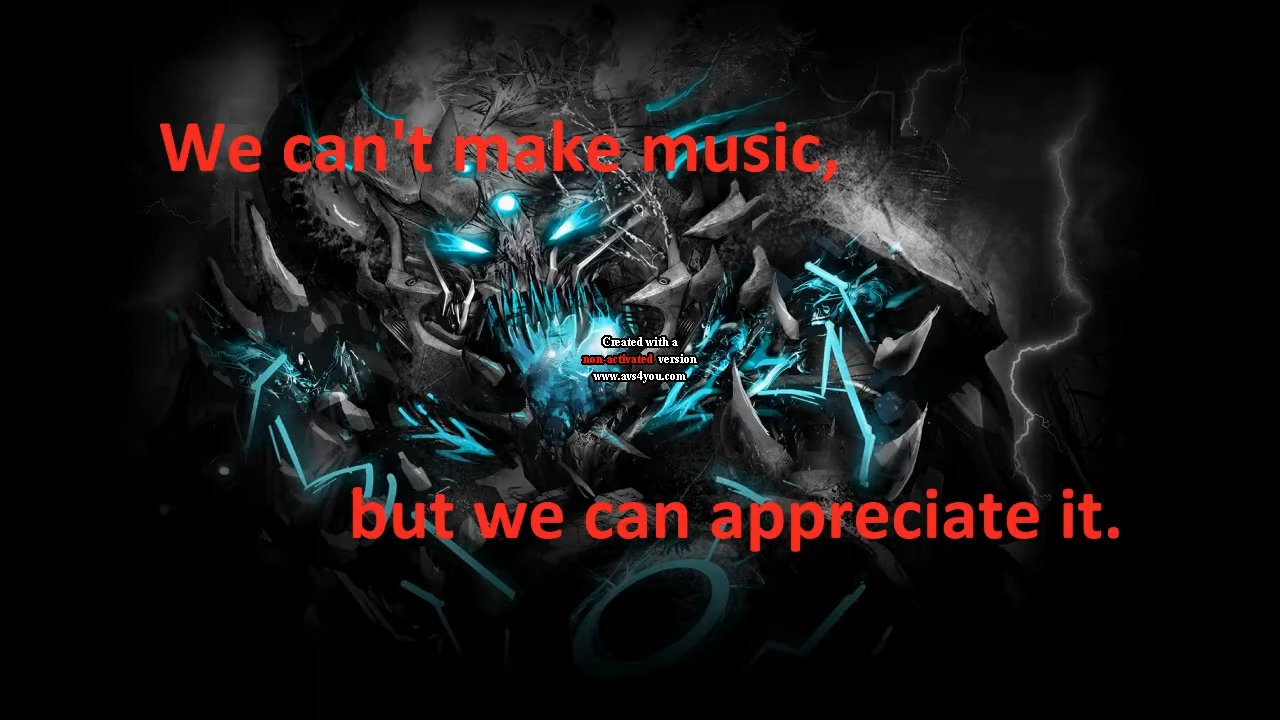 We can't make music,
Created with a
non-activated version
www.avs4you.com
but we can appreciate it.